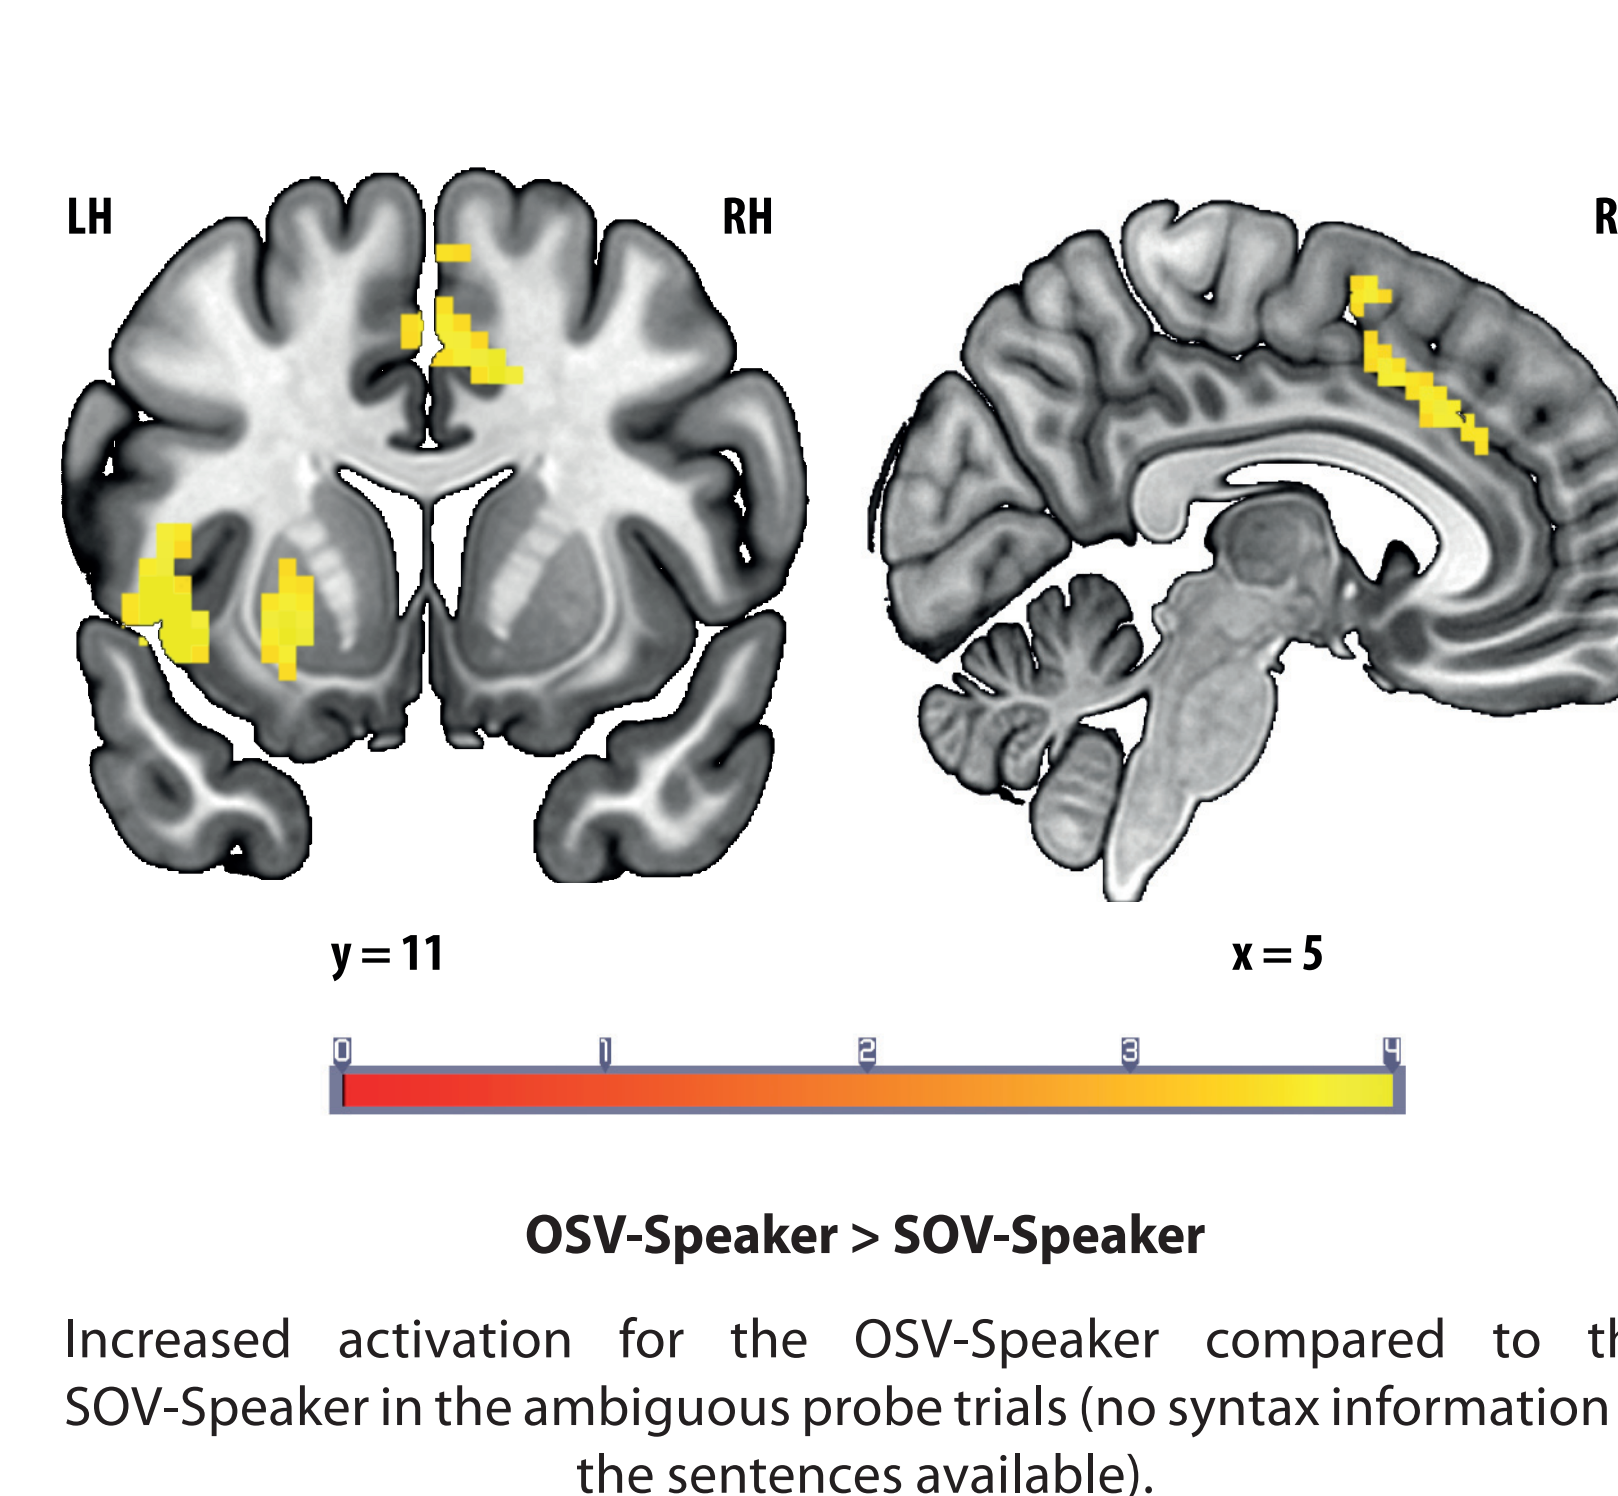 LH RH R
y = 11 x = 5
0 1 2 3 4
OSV-Speaker > SOV-Speaker
Increased activation for the OSV-Speaker compared to th
SOV-Speaker in the ambiguous probe trials (no syntax information
the sentences available).